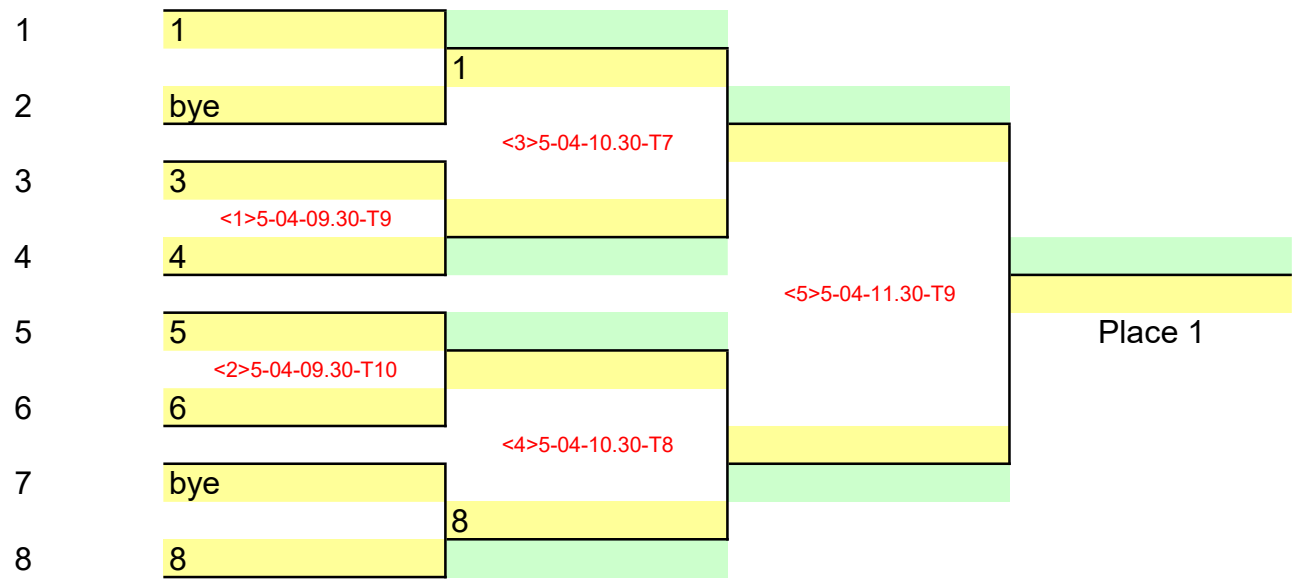 1 1
1
2 bye
<3>5-04-10.30-T7
3 3
<1>5-04-09.30-T9
4 4
<5>5-04-11.30-T9
5 5
Place 1
<2>5-04-09.30-T10
6 6
<4>5-04-10.30-T8
7 bye
8
8 8